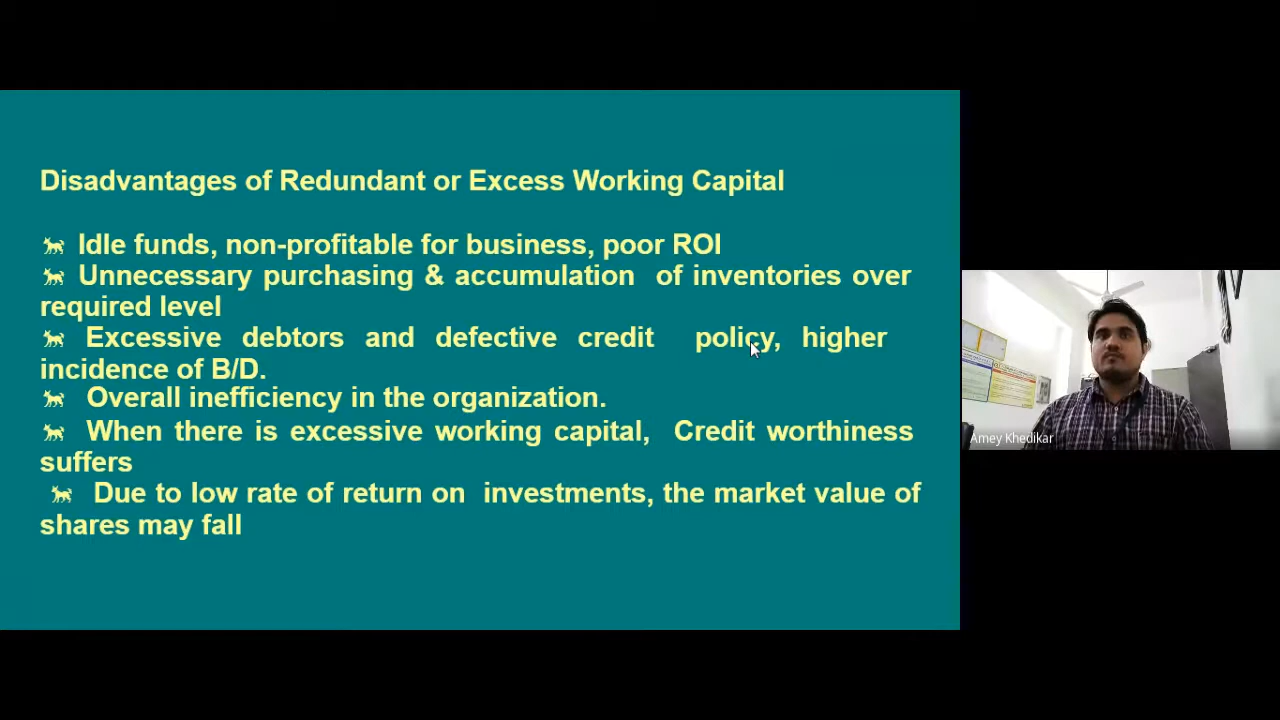 Disadvantages of Redundant or Excess Working Capital
Idle funds, non-profitable for business, poor ROI
Unnecessary purchasing & accumulation of inventories over
required level
Excessive debtors and defective credit policy, higher
incidence of B/D.
Overall inefficiency in the organization.
When there is excessive working capital, Credit worthiness
suffers
Due to low rate of return on investments, the market value of
shares may fall
Amey Khedikar